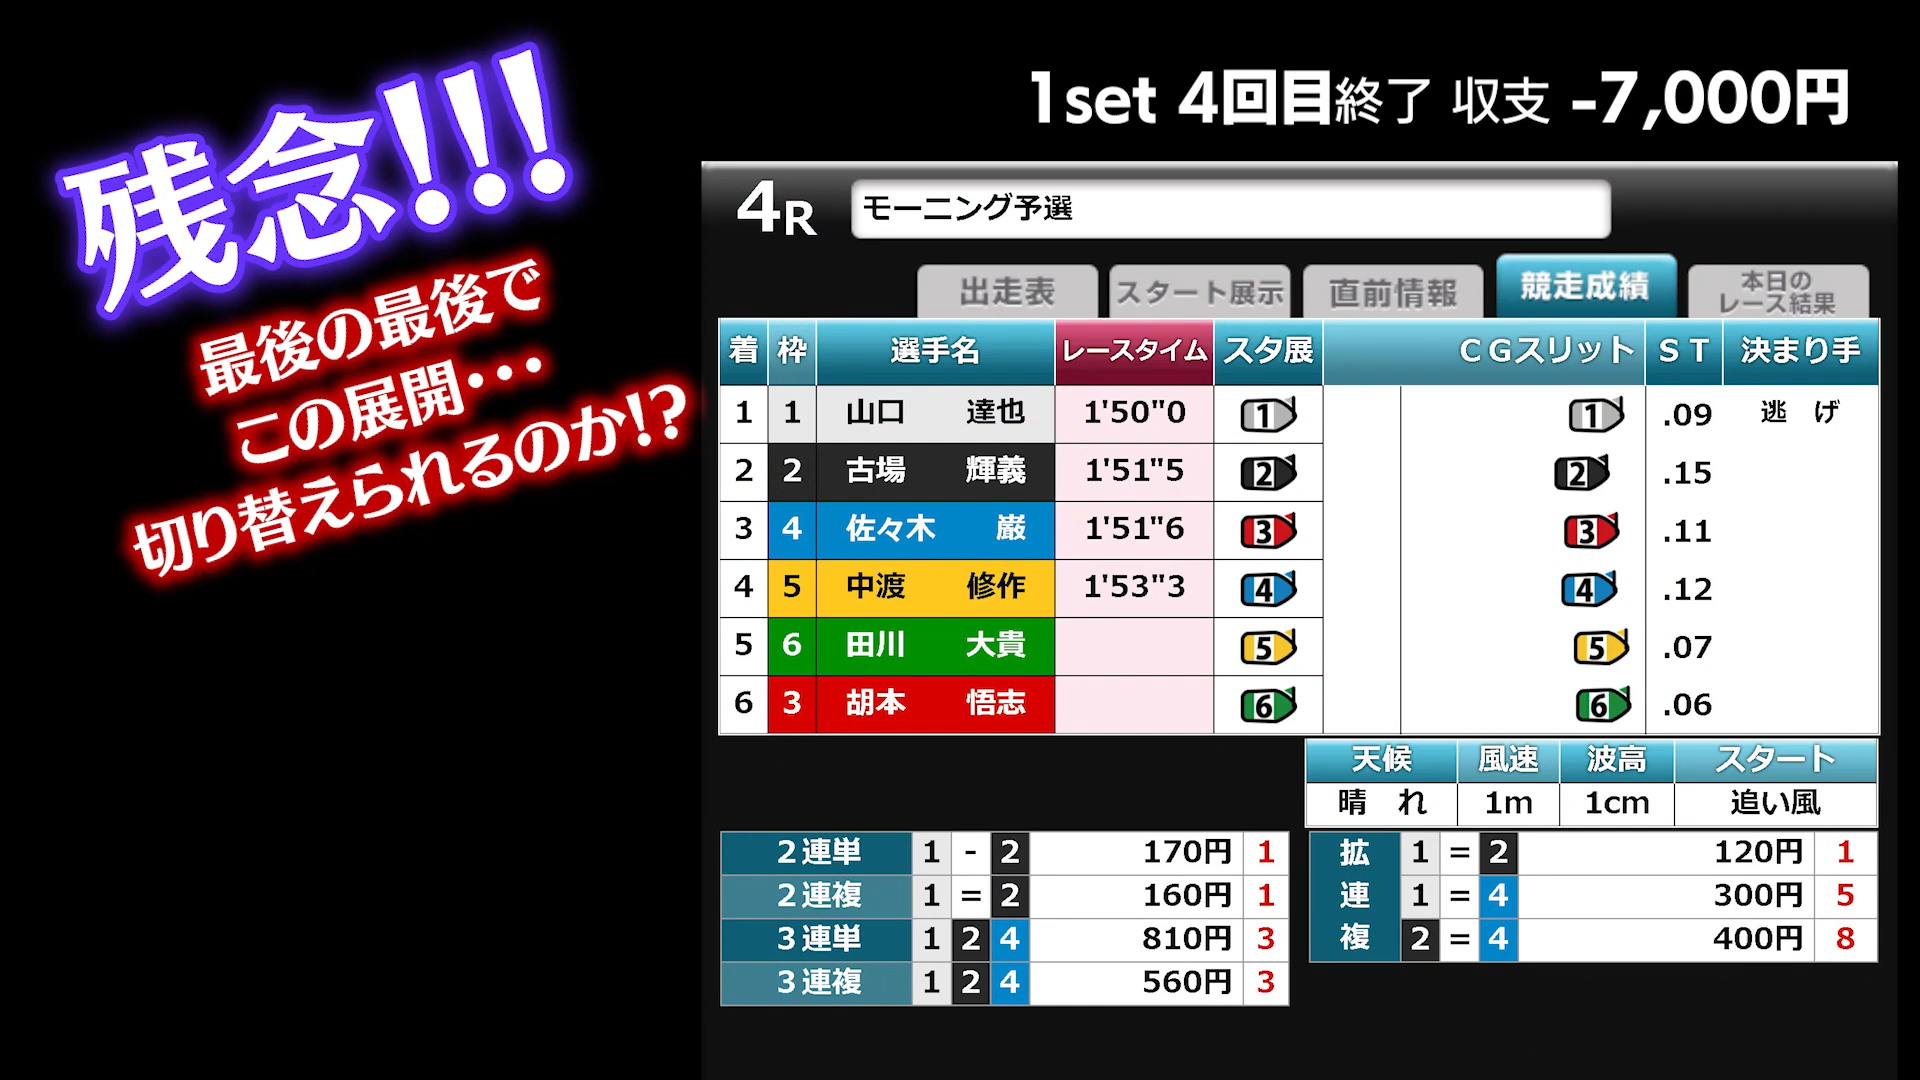 残念!!!
最後の最後で
この展開･･･
切り替えられるのか!?
1set 4回目終了 収支 -7,000円
4R モーニング予選
出走表 スタート展示 直前情報 競走成績 本日の
レース結果
着 枠 選手名 レースタイム スタ展 CGスリット ST 決まり手
1 1 山口 達也 1'50"0 1 1 .09 逃 げ
2 2 古場 輝義 1'51"5 2 2 .15
3 4 佐々木 巌 1'51"6 3 3 .11
4 5 中渡 修作 1'53"3 4 4 .12
5 6 田川 大貴 5 5 .07
6 3 胡本 悟志 6 6 .06
天候 風速 波高 スタート
晴 れ 1m 1cm 追い風
2連単 1 - 2 170円 1
2連複 1 = 2 160円 1
3連単 1 2 4 810円 3
3連複 1 2 4 560円 3
拡 1 = 2 120円 1
連 1 = 4 300円 5
複 2 = 4 400円 8